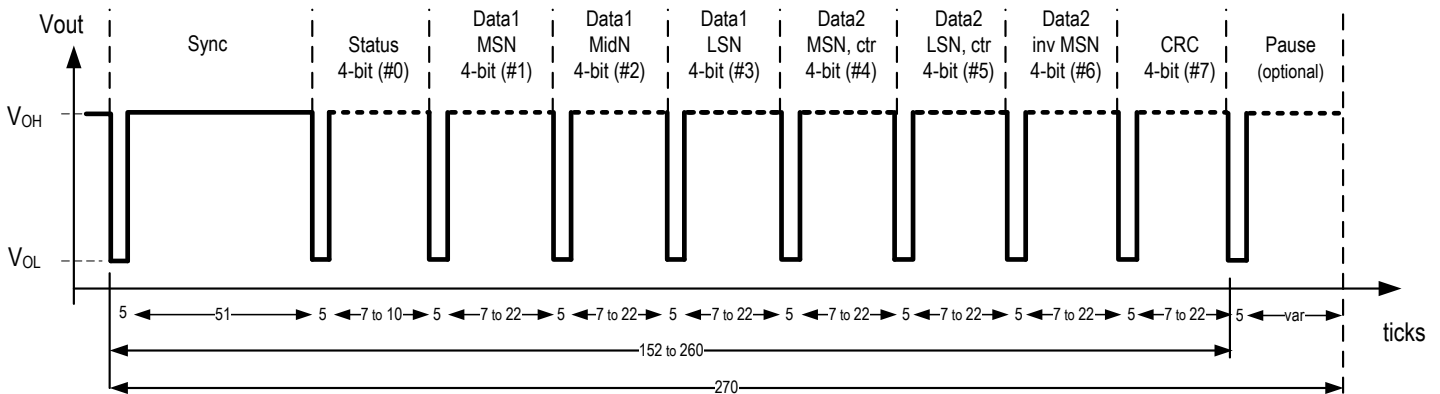 Vout
Sync
Status
4-bit (#0)
Data1
MSN
4-bit (#1)
Data1
MidN
4-bit (#2)
Data1
LSN
4-bit (#3)
Data2
MSN, ctr
4-bit (#4)
Data2
LSN, ctr
4-bit (#5)
Data2
inv MSN
4-bit (#6)
CRC
4-bit (#7)
Pause
(optional)
VOH
VOL
5 51 5 7 to 10 5 7 to 22 5 7 to 22 5 7 to 22 5 7 to 22 5 7 to 22 5 7 to 22 5 7 to 22 5 var
ticks
152 to 260
270